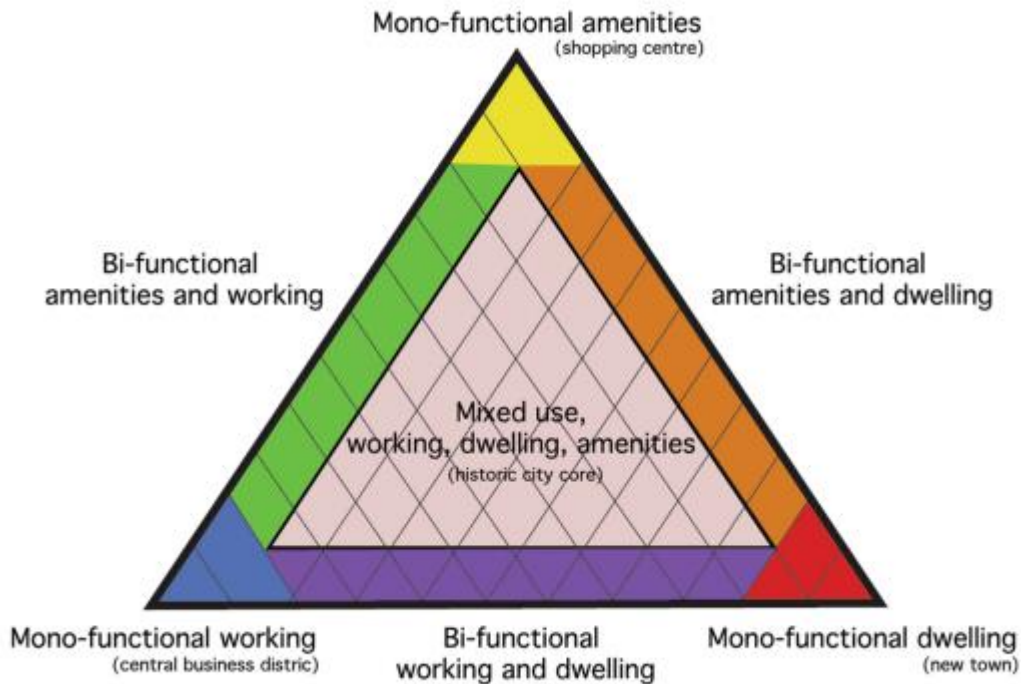 Mono-functional amenities
(shopping centre)
Bi-functional
amenities and working
Bi-functional
amenities and dwelling
Mixed use,
working, dwelling, amenities
(historic city core)
Mono-functional working
(central business distric)
Bi-functional
working and dwelling
Mono-functional dwelling
(new town)